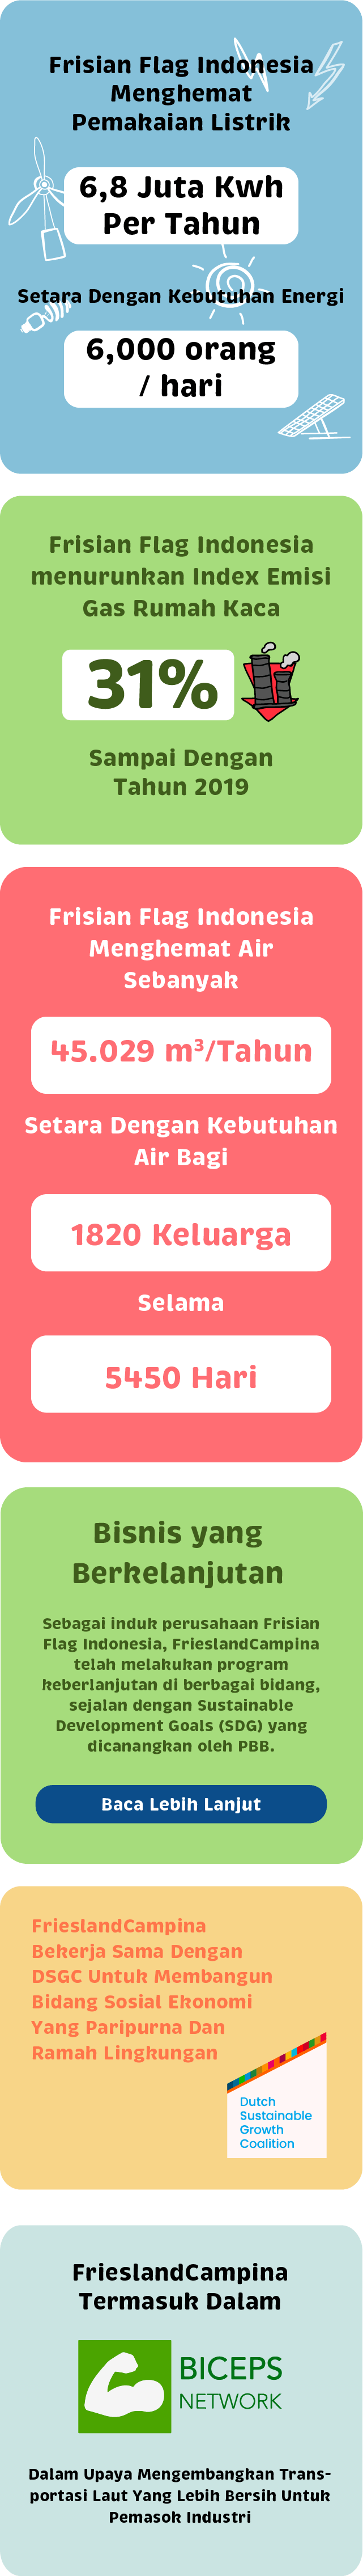 Frisian Flag Indonesia
Menghemat
Pemakaian Listrik
6,8 Juta Kwh
Per Tahun
Setara Dengan Kebutuhan Energi
6,000 orang
/ hari
Frisian Flag Indonesia
menurunkan Index Emisi
Gas Rumah Kaca
31%
Sampai Dengan
Tahun 2019
Frisian Flag Indonesia
Menghemat Air
Sebanyak
45.029 m³/Tahun
Setara Dengan Kebutuhan
Air Bagi
1820 Keluarga
Selama
5450 Hari
Bisnis yang
Berkelanjutan
Sebagai induk perusahaan Frisian
Flag Indonesia, FrieslandCampina
telah melakukan program
keberlanjutan di berbagai bidang,
sejalan dengan Sustainable
Development Goals (SDG) yang
dicanangkan oleh PBB.
Baca Lebih Lanjut
FrieslandCampina
Bekerja Sama Dengan
DSGC Untuk Membangun
Bidang Sosial Ekonomi
Yang Paripurna Dan
Ramah Lingkungan
Dutch
Sustainable
Growth
Coalition
FrieslandCampina
Termasuk Dalam
BICEPS
NETWORK
Dalam Upaya Mengembangkan Trans-
portasi Laut Yang Lebih Bersih Untuk
Pemasok Industri